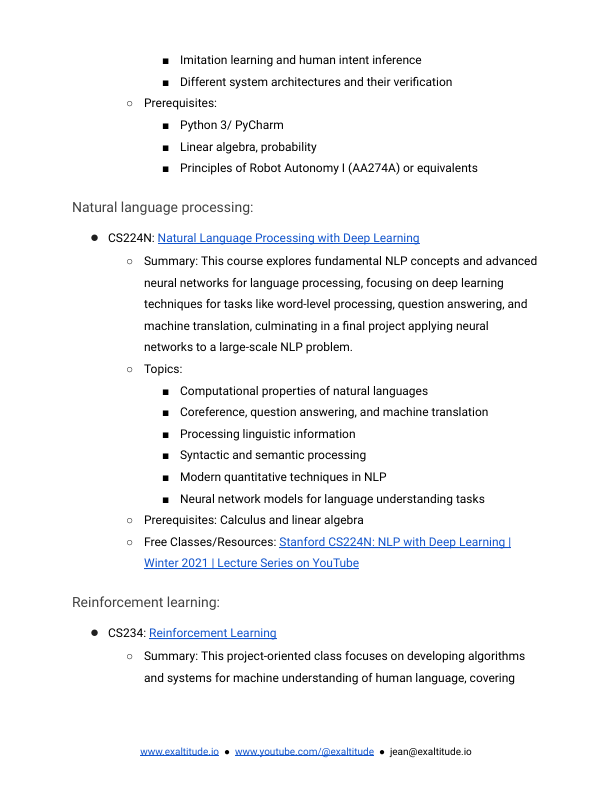 ■ Imitation learning and human intent inference
■ Different system architectures and their verification
○ Prerequisites:
■ Python 3/ PyCharm
■ Linear algebra, probability
■ Principles of Robot Autonomy I (AA274A) or equivalents
Natural language processing:
● CS224N: Natural Language Processing with Deep Learning
○ Summary: This course explores fundamental NLP concepts and advanced
neural networks for language processing, focusing on deep learning
techniques for tasks like word-level processing, question answering, and
machine translation, culminating in a final project applying neural
networks to a large-scale NLP problem.
○ Topics:
■ Computational properties of natural languages
■ Coreference, question answering, and machine translation
■ Processing linguistic information
■ Syntactic and semantic processing
■ Modern quantitative techniques in NLP
■ Neural network models for language understanding tasks
○ Prerequisites: Calculus and linear algebra
○ Free Classes/Resources: Stanford CS224N: NLP with Deep Learning |
Winter 2021 | Lecture Series on YouTube
Reinforcement learning:
● CS234: Reinforcement Learning
○ Summary: This project-oriented class focuses on developing algorithms
and systems for machine understanding of human language, covering
www.exaltitude.io ● www.youtube.com/@exaltitude ● jean@exaltitude.io